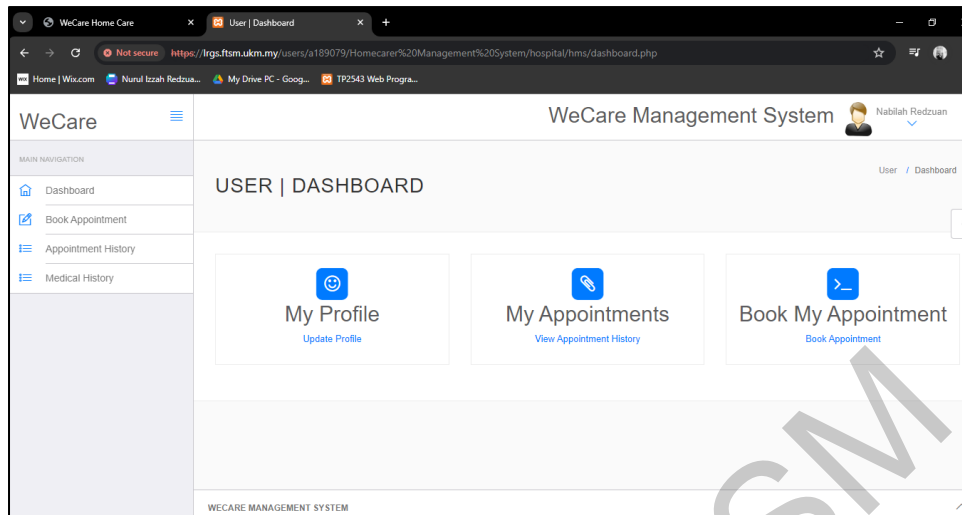 WeCare Home Care
User | Dashboard
Not secure https://lrgs.ftsm.ukm.my/users/a189079/Homecarer%20Management%20System/hospital/hms/dashboard.php
WiX Home | Wix.com Nurul Izzah Redzua... My Drive PC - Goog... TP2543 Web Progra...
WeCare
WeCare Management System
Nabilah Redzuan
MAIN NAVIGATION
Dashboard
Book Appointment
Appointment History
Medical History
USER | DASHBOARD
User / Dashboard
My Profile
Update Profile
My Appointments
View Appointment History
Book My Appointment
Book Appointment
WECARE MANAGEMENT SYSTEM
SM